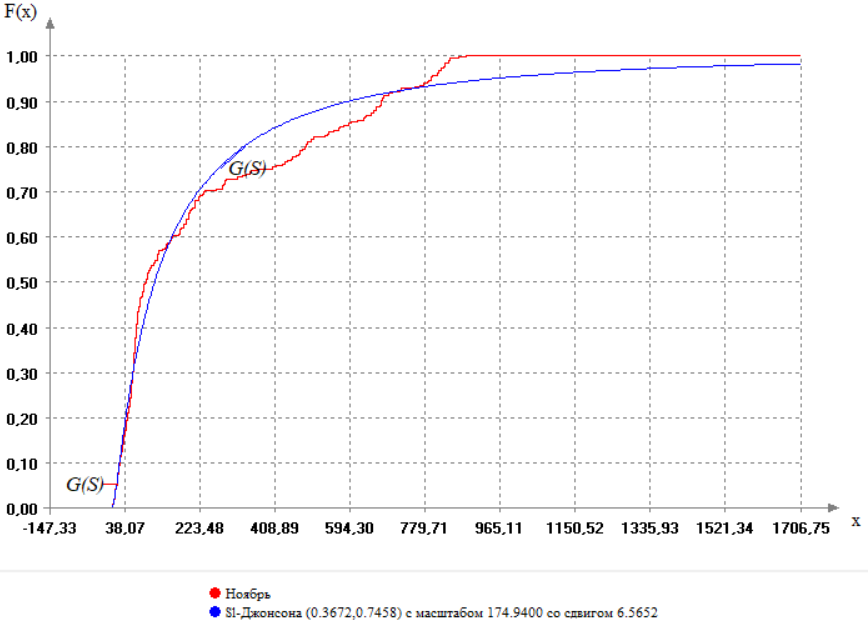 F(x)
1,00
0,90
0,80
G(S)
0,70
0,60
0,50
0,40
0,30
0,20
0,10
G(S)
0,00
-147,33 38,07 223,48 408,89 594,30 779,71 965,11 1150,52 1335,93 1521,34 1706,75 x
Ноябрь
Sl-Джонсона (0.3672,0.7458) с масштабом 174.9400 со сдвигом 6.5652